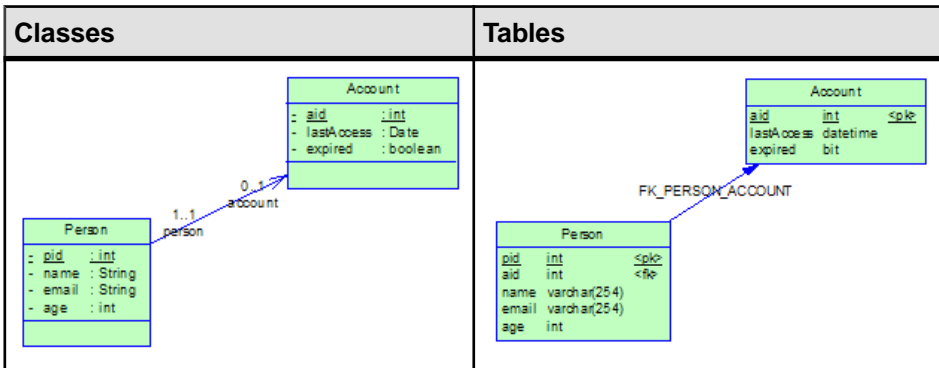 Classes
Tables
Account
- aid : int
- lastAccess : Date
- expired : boolean
0..1
account
1..1
person
Person
- pid : int
- name : String
- email : String
- age : int
Account
aid int <pk>
lastAccess datetime
expired bit
FK_PERSON_ACCOUNT
Person
pid int <pk>
aid int <fk>
name varchar(254)
email varchar(254)
age int